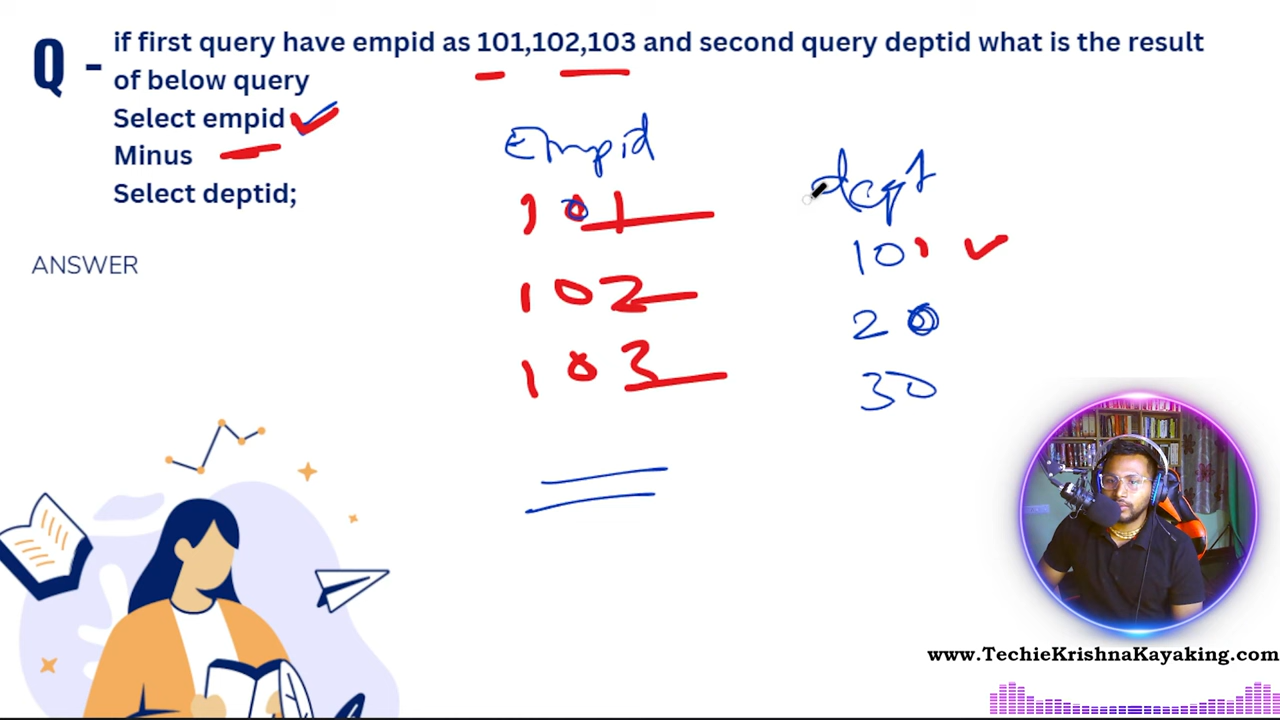 Q -
if first query have empid as 101,102,103 and second query deptid what is the result
of below query
Select empid
Minus
Select deptid;
ANSWER
Empid
101
102
103
dept
101
20
30
www.TechieKrishnaKayaking.com